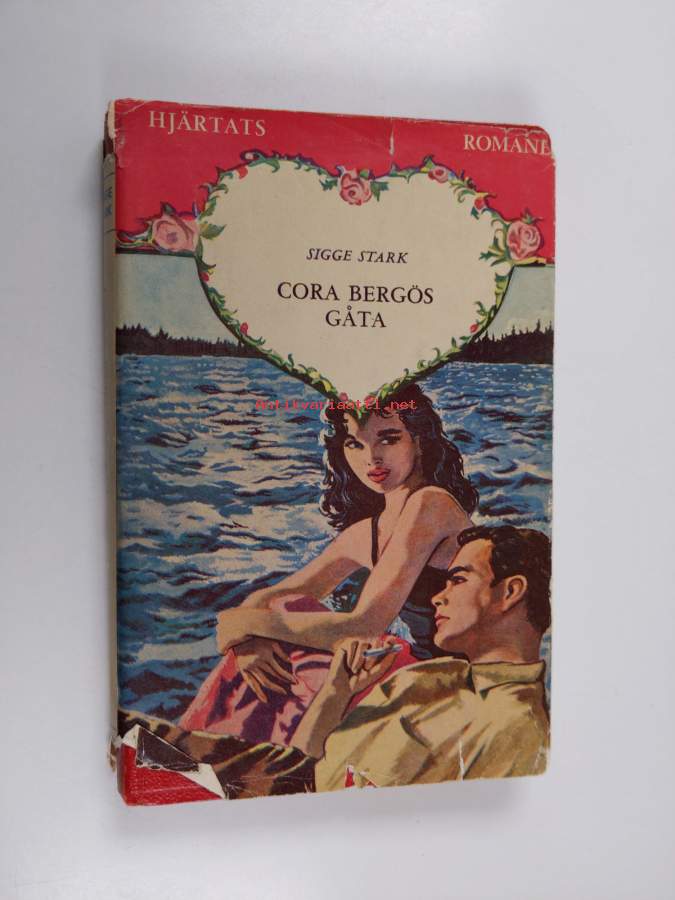 HJÄRTATS ROMANE
SIGGE STARK
CORA BERGÖS
GÅTA
antikvariaatti.net